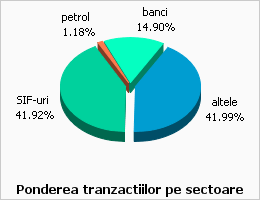 petrol
1.18%
banci
14.90%
SIF-uri
41.92%
altele
41.99%
Ponderea tranzactiilor pe sectoare